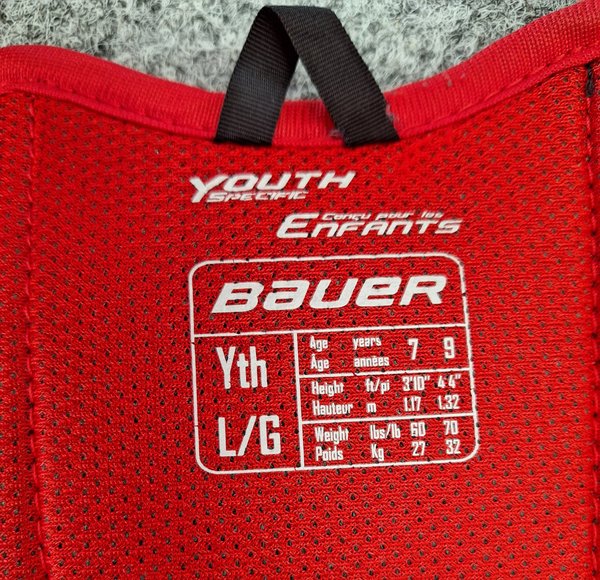 YOUTH
SPECIFIC
Conçu pour les
ENFANTS
BAUER
Yth
L/G
Age years 7 9
Âge années
Height ft/pi 3'10" 4'4"
Hauteur m 1.17 1.32
Weight lbs/lb 60 70
Poids Kg 27 32